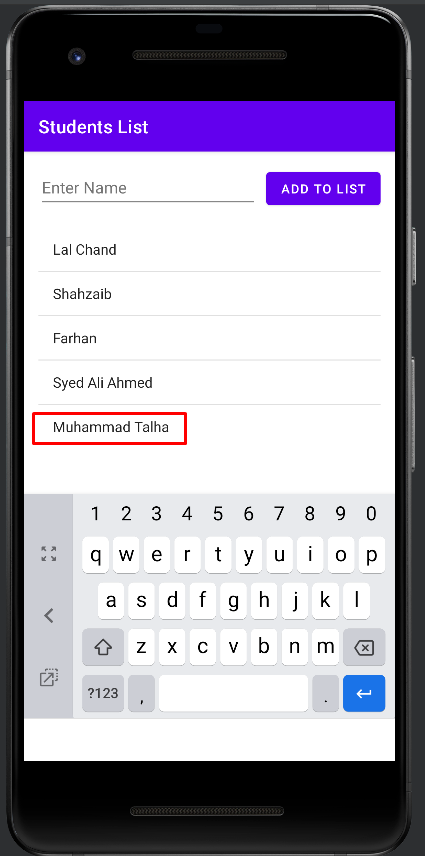 Students List
Enter Name
ADD TO LIST
Lal Chand
Shahzaib
Farhan
Syed Ali Ahmed
Muhammad Talha
1 2 3 4 5 6 7 8 9 0
q w e r t y u i o p
a s d f g h j k l
z x c v b n m
?123 , .